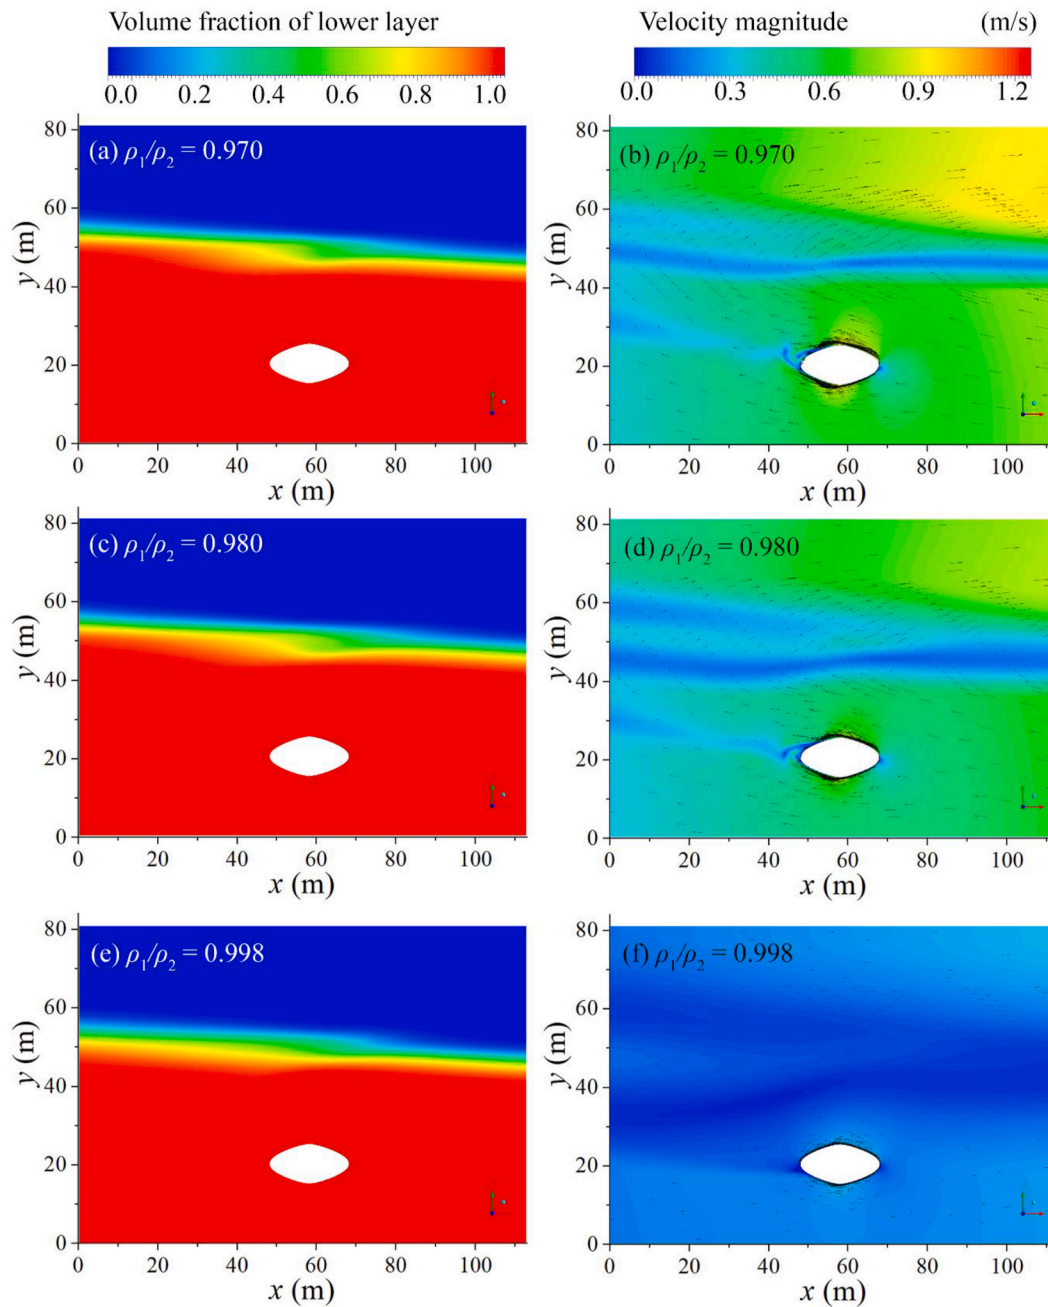 Volume fraction of lower layer
0.0 0.2 0.4 0.6 0.8 1.0
Velocity magnitude (m/s)
0.0 0.3 0.6 0.9 1.2
(a) ρ₁/ρ₂ = 0.970
y (m)
80
60
40
20
0
0 20 40 60 80 100
x (m)
(b) ρ₁/ρ₂ = 0.970
y (m)
80
60
40
20
0
0 20 40 60 80 100
x (m)
(c) ρ₁/ρ₂ = 0.980
y (m)
80
60
40
20
0
0 20 40 60 80 100
x (m)
(d) ρ₁/ρ₂ = 0.980
y (m)
80
60
40
20
0
0 20 40 60 80 100
x (m)
(e) ρ₁/ρ₂ = 0.998
y (m)
80
60
40
20
0
0 20 40 60 80 100
x (m)
(f) ρ₁/ρ₂ = 0.998
y (m)
80
60
40
20
0
0 20 40 60 80 100
x (m)